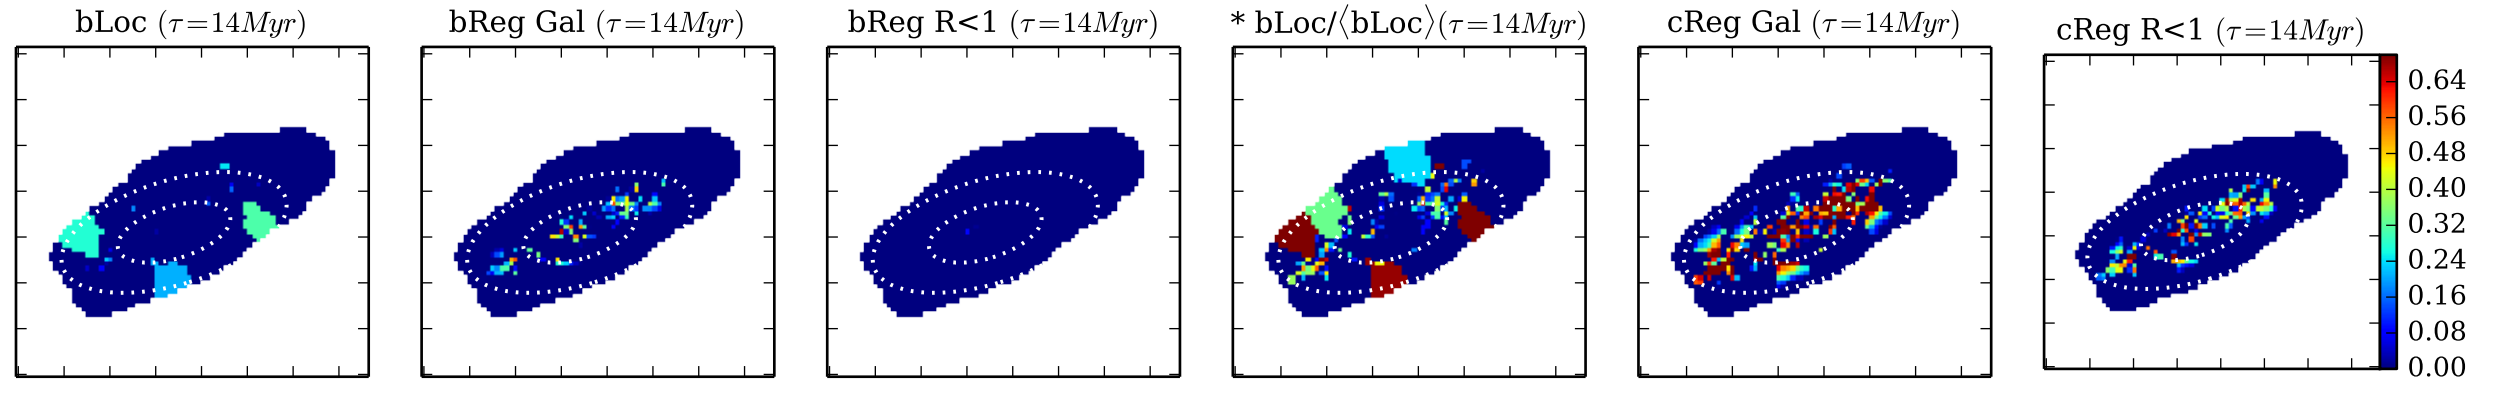 bLoc (τ=14Myr)
bReg Gal (τ=14Myr)
bReg R<1 (τ=14Myr)
* bLoc/⟨bLoc⟩(τ=14Myr)
cReg Gal (τ=14Myr)
cReg R<1 (τ=14Myr)
0.64
0.56
0.48
0.40
0.32
0.24
0.16
0.08
0.00